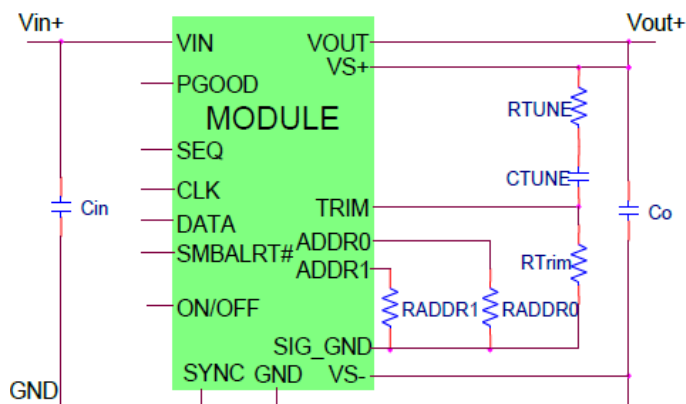 Vin+
Vout+
VIN
VOUT
VS+
PGOOD
RTUNE
MODULE
SEQ
CTUNE
CLK
TRIM
Cin
Co
DATA
ADDR0
SMBALRT#
ADDR1
RTrim
ON/OFF
RADDR1
RADDR0
SIG_GND
SYNC
GND
VS-
GND